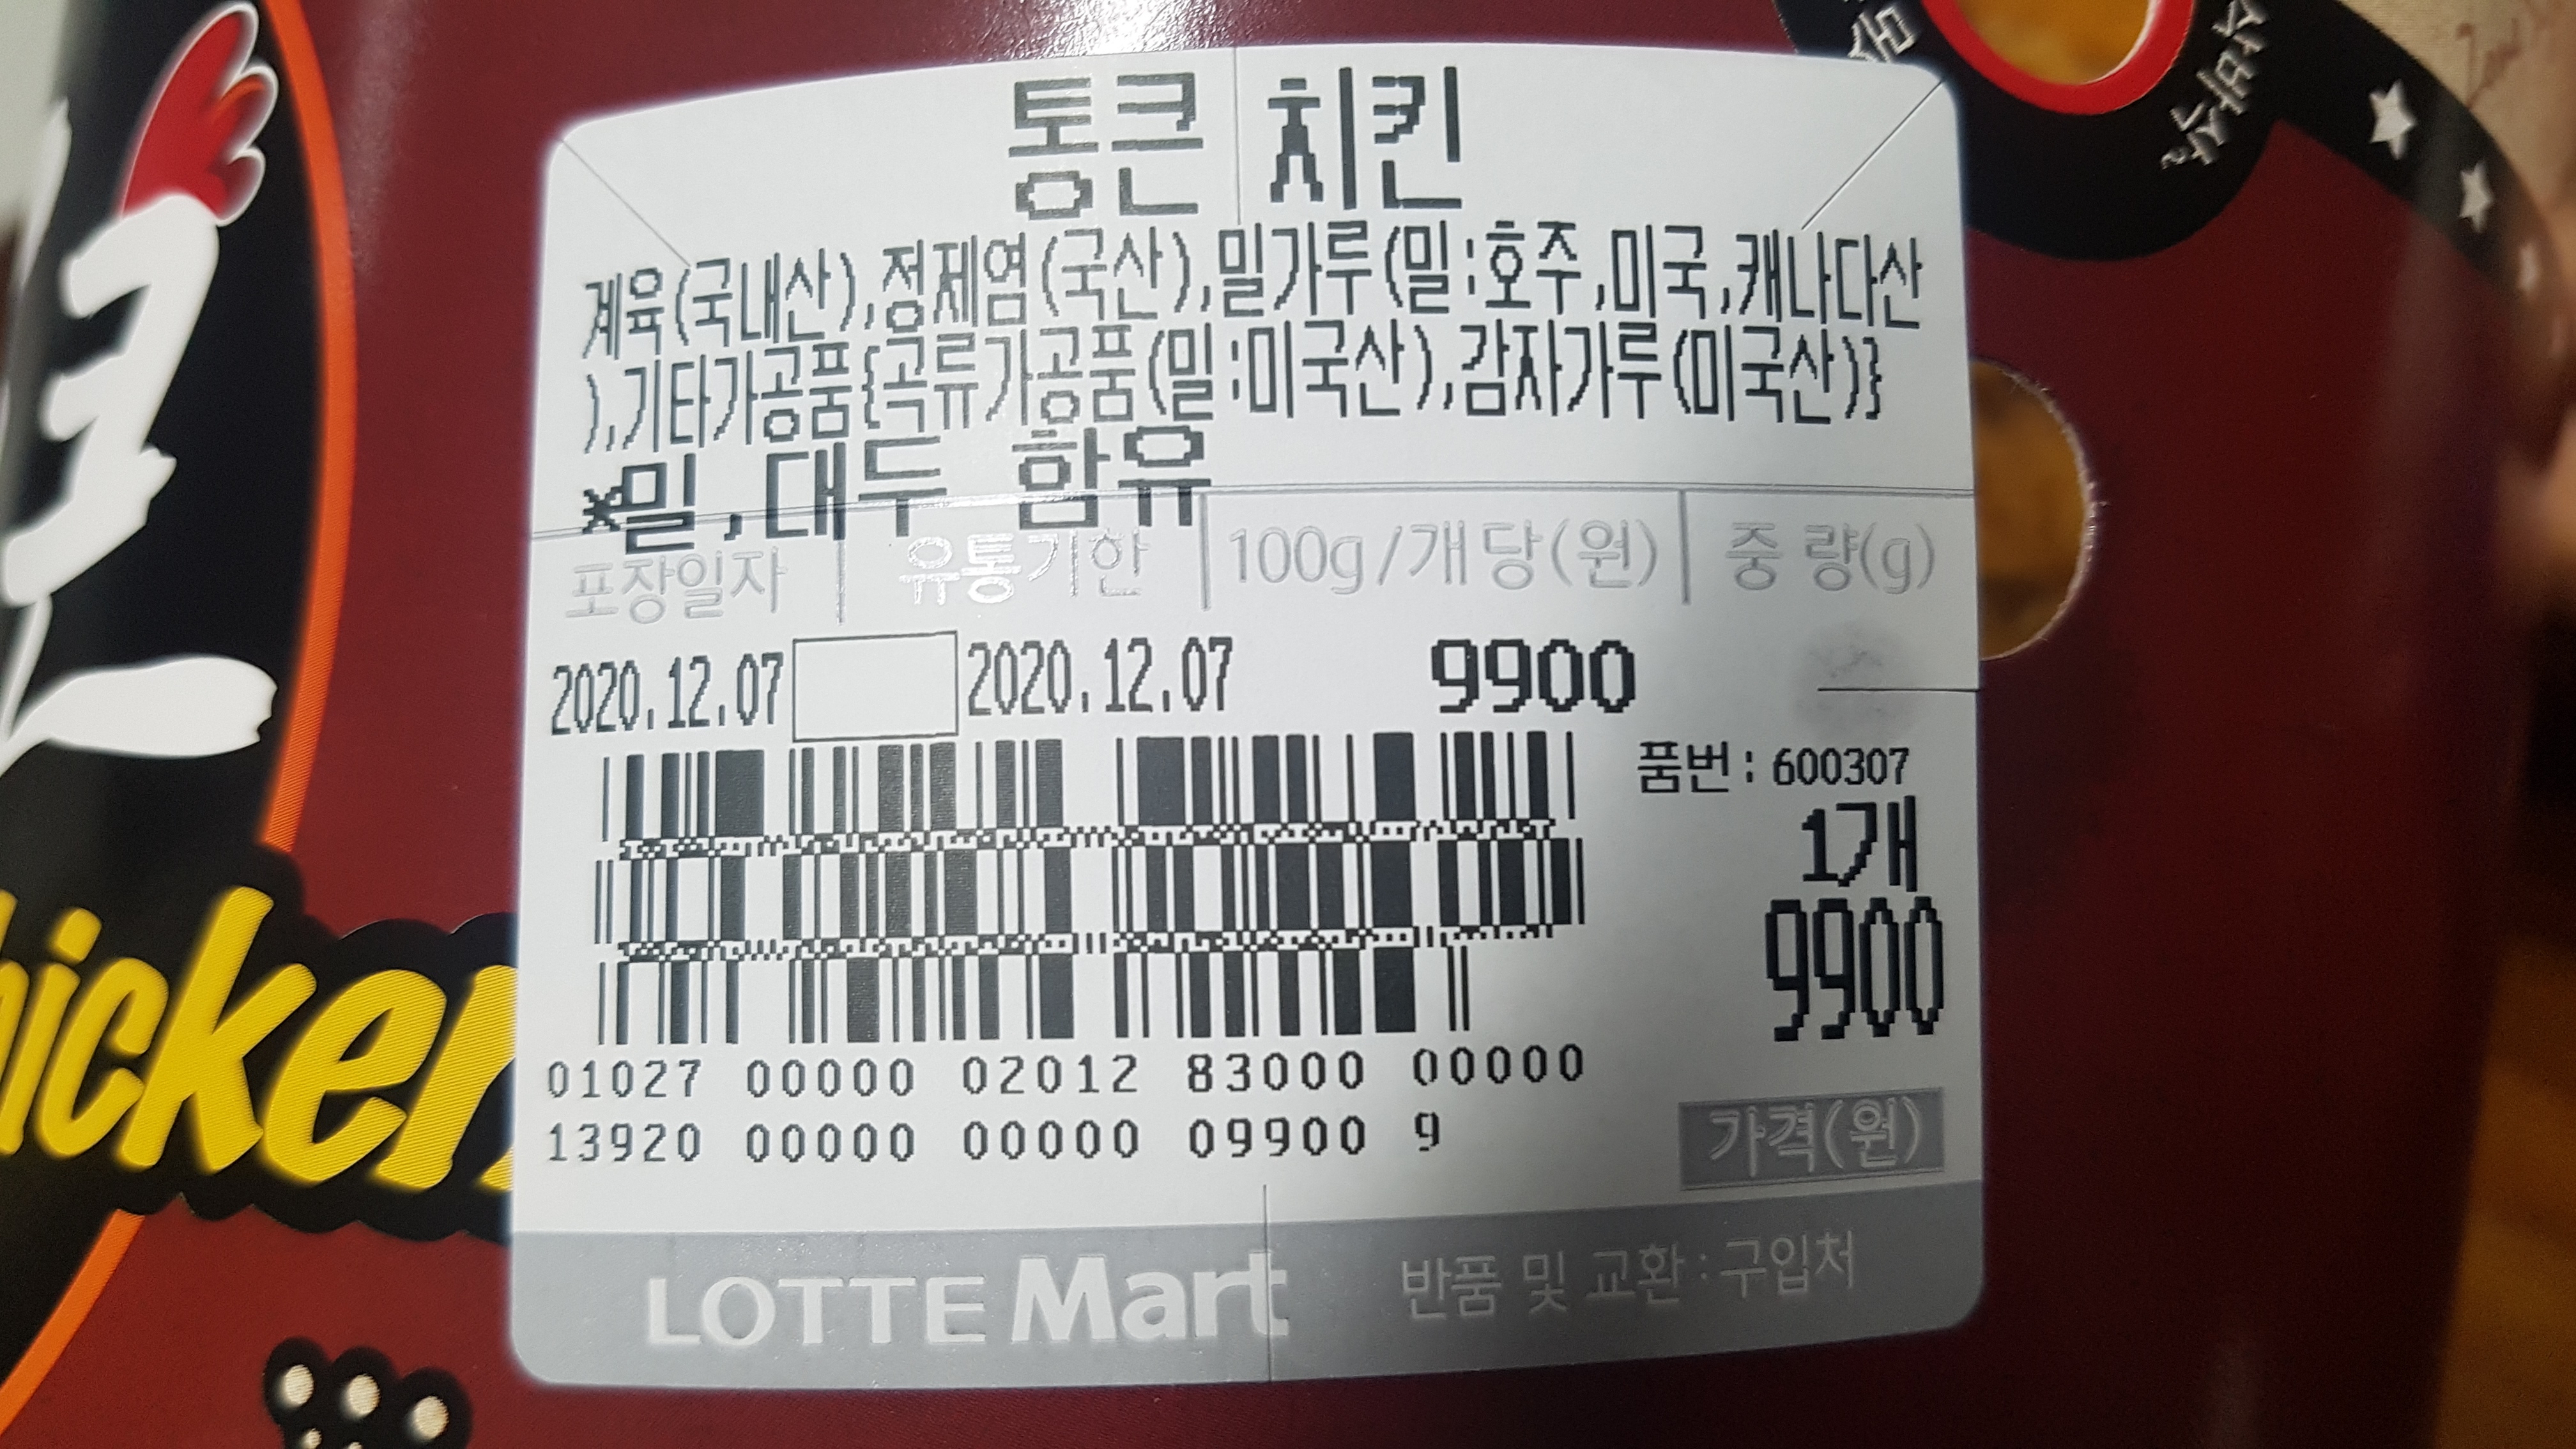 통큰 치킨
계육(국내산),정제염(국산),밀가루(밀:호주,미국,캐나다산
),기타가공품{곡류가공품(밀:미국산),감자가루(미국산)}
*밀,대두 함유
포장일자 유통기한 100g/개당(원) 중 량(g)
2020.12.07 2020.12.07 9900
품번:600307
1개
9900
01027 00000 02012 83000 00000
13920 00000 00000 09900 9
가격(원)
LOTTE Mart 반품 및 교환:구입처